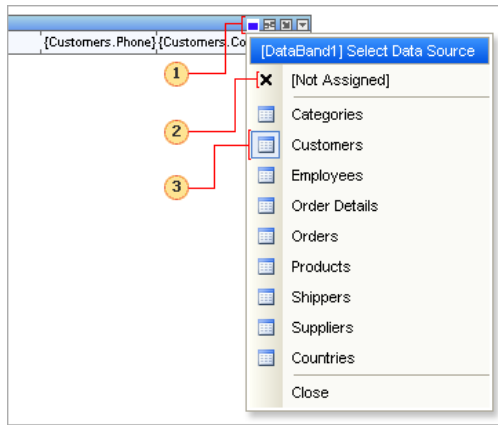 {Customers.Phone} {Customers.Co
[DataBand1] Select Data Source
1
[Not Assigned]
2
Categories
Customers
3
Employees
Order Details
Orders
Products
Shippers
Suppliers
Countries
Close